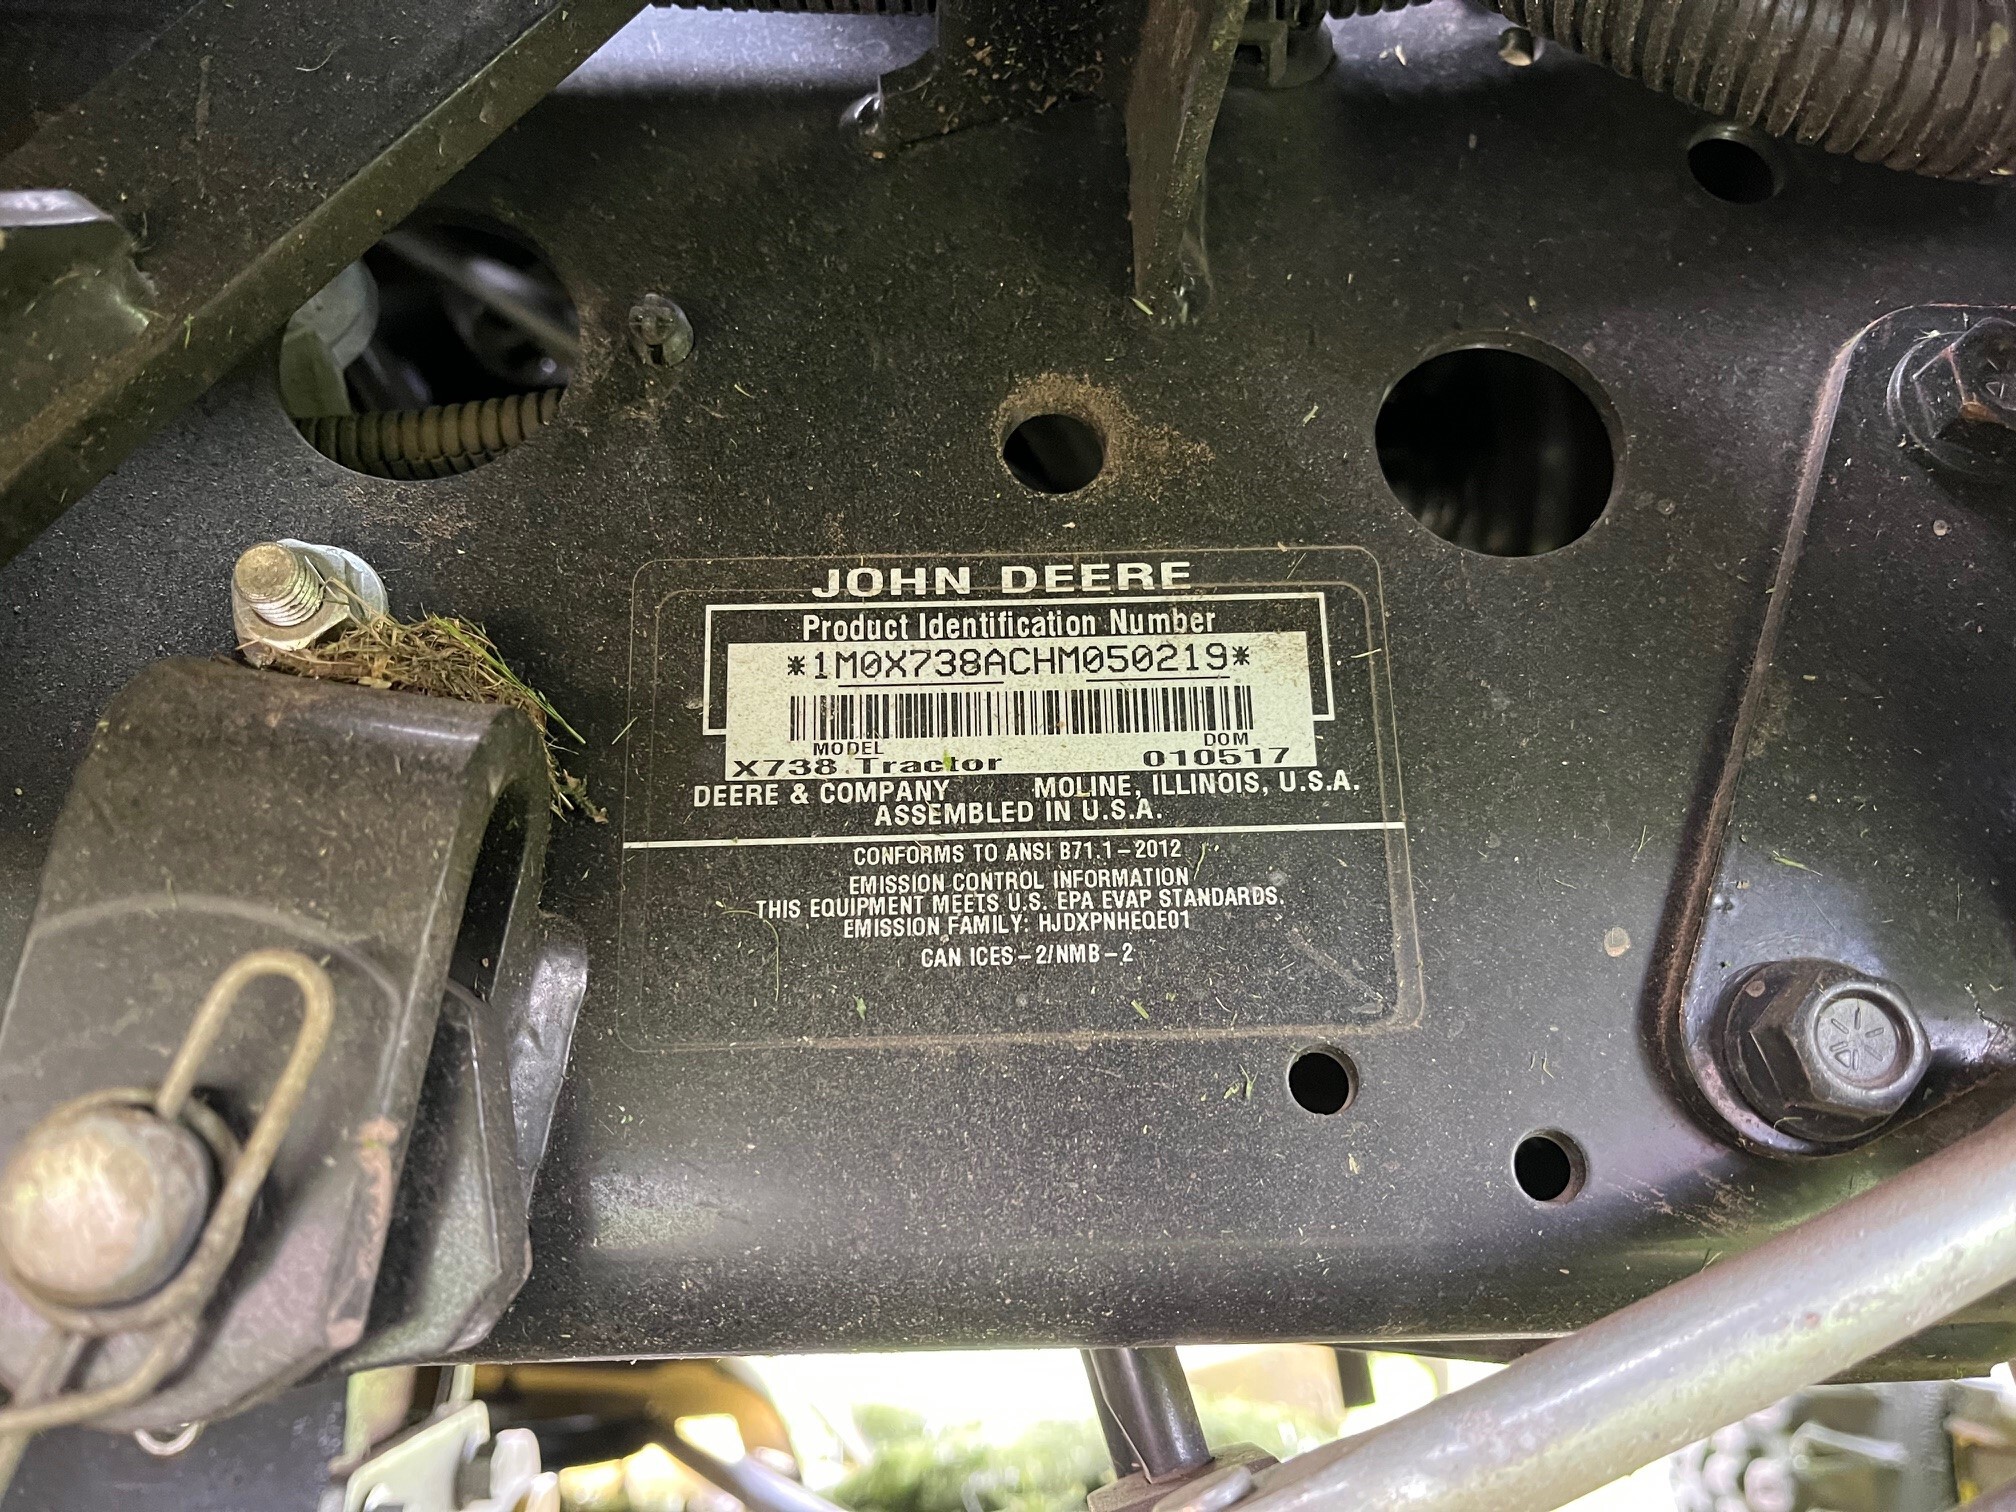 JOHN DEERE
Product Identification Number
*1M0X738ACHM050219*
MODEL DOM
X738 Tractor 010517
DEERE & COMPANY MOLINE, ILLINOIS, U.S.A.
ASSEMBLED IN U.S.A.
CONFORMS TO ANSI B71.1-2012
EMISSION CONTROL INFORMATION
THIS EQUIPMENT MEETS U.S. EPA EVAP STANDARDS.
EMISSION FAMILY: HJDXPNHEQE01
CAN ICES-2/NMB-2